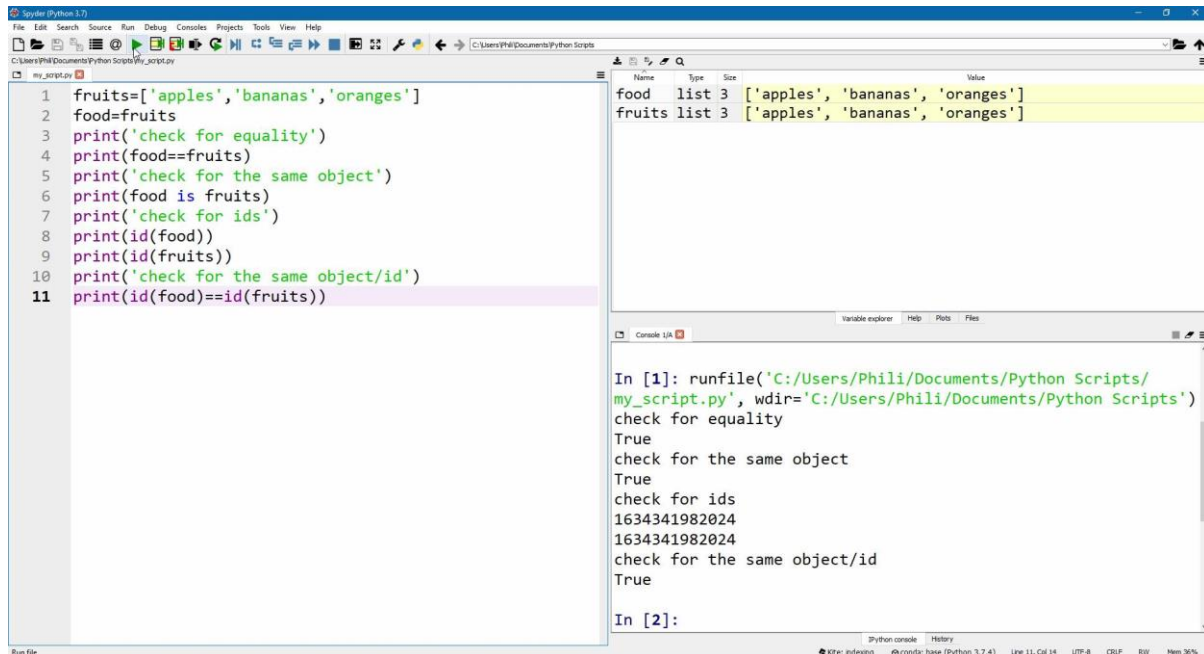 Spyder (Python 3.7)
File Edit Search Source Run Debug Consoles Projects Tools View Help
C:\Users\Phili\Documents\Python Scripts
C:\Users\Phili\Documents\Python Scripts\my_script.py
my_script.py
1 fruits=['apples','bananas','oranges']
2 food=fruits
3 print('check for equality')
4 print(food==fruits)
5 print('check for the same object')
6 print(food is fruits)
7 print('check for ids')
8 print(id(food))
9 print(id(fruits))
10 print('check for the same object/id')
11 print(id(food)==id(fruits))
Name Type Size Value
food list 3 ['apples', 'bananas', 'oranges']
fruits list 3 ['apples', 'bananas', 'oranges']
Variable explorer Help Plots Files
Console 1/A
In [1]: runfile('C:/Users/Phili/Documents/Python Scripts/
my_script.py', wdir='C:/Users/Phili/Documents/Python Scripts')
check for equality
True
check for the same object
True
check for ids
1634341982024
1634341982024
check for the same object/id
True
In [2]:
IPython console History
Run file
Kite: indexing conda: base (Python 3.7.4) Line 11, Col 14 UTF-8 CRLF RW Mem 36%